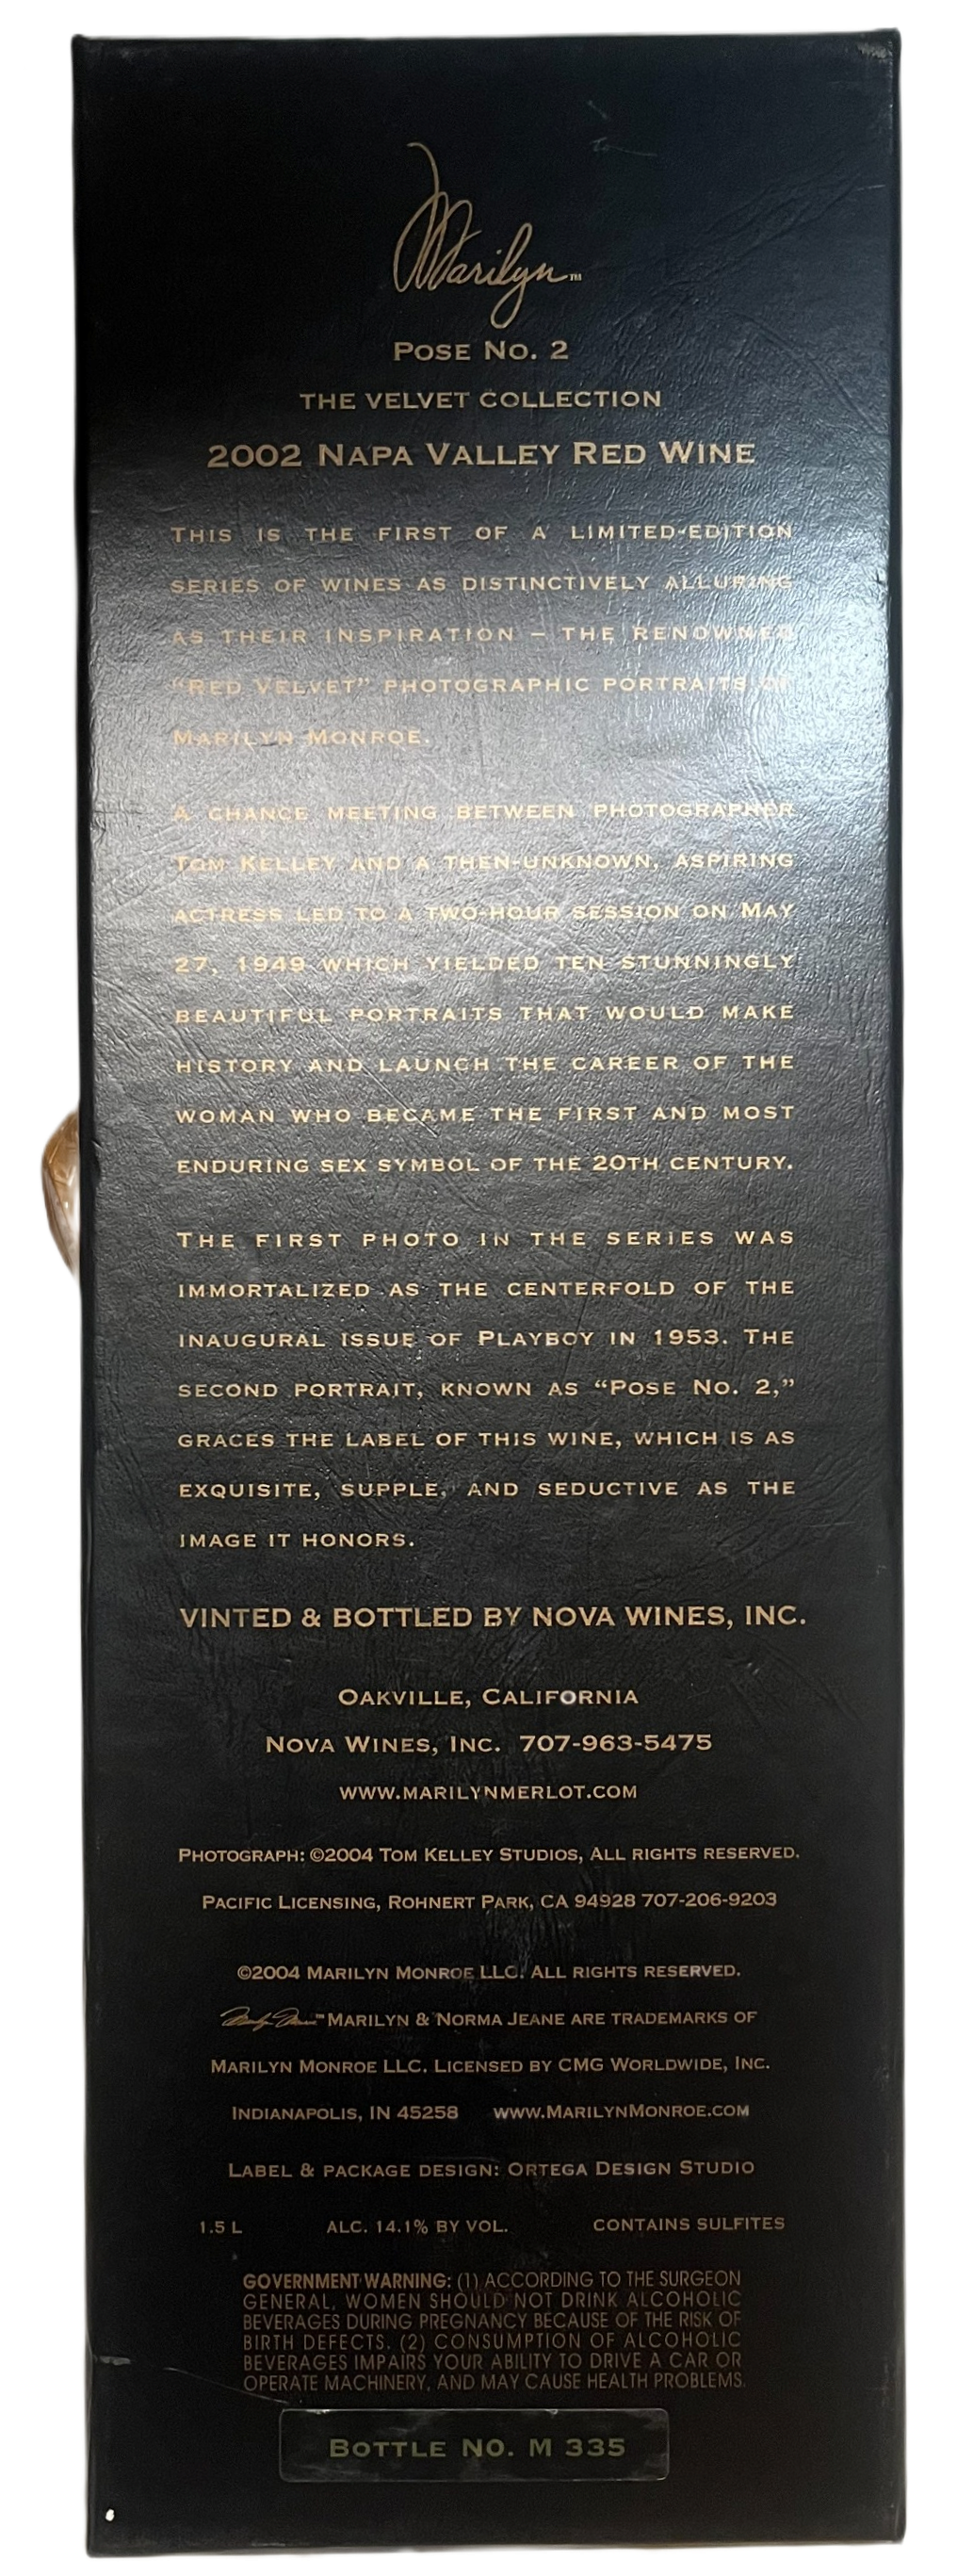 Marilyn™
POSE NO. 2
THE VELVET COLLECTION
2002 NAPA VALLEY RED WINE
THIS IS THE FIRST OF A LIMITED-EDITION
SERIES OF WINES AS DISTINCTIVELY ALLURING
AS THEIR INSPIRATION – THE RENOWNED
“RED VELVET” PHOTOGRAPHIC PORTRAITS OF
MARILYN MONROE.
A CHANCE MEETING BETWEEN PHOTOGRAPHER
TOM KELLEY AND A THEN-UNKNOWN, ASPIRING
ACTRESS LED TO A TWO-HOUR SESSION ON MAY
27, 1949 WHICH YIELDED TEN STUNNINGLY
BEAUTIFUL PORTRAITS THAT WOULD MAKE
HISTORY AND LAUNCH THE CAREER OF THE
WOMAN WHO BECAME THE FIRST AND MOST
ENDURING SEX SYMBOL OF THE 20TH CENTURY.
THE FIRST PHOTO IN THE SERIES WAS
IMMORTALIZED AS THE CENTERFOLD OF THE
INAUGURAL ISSUE OF PLAYBOY IN 1953. THE
SECOND PORTRAIT, KNOWN AS “POSE NO. 2,”
GRACES THE LABEL OF THIS WINE, WHICH IS AS
EXQUISITE, SUPPLE, AND SEDUCTIVE AS THE
IMAGE IT HONORS.
VINTED & BOTTLED BY NOVA WINES, INC.
OAKVILLE, CALIFORNIA
NOVA WINES, INC. 707-963-5475
WWW.MARILYNMERLOT.COM
PHOTOGRAPH: ©2004 TOM KELLEY STUDIOS, ALL RIGHTS RESERVED.
PACIFIC LICENSING, ROHNERT PARK, CA 94928 707-206-9203
©2004 MARILYN MONROE LLC. ALL RIGHTS RESERVED.
Marilyn Monroe™ MARILYN & NORMA JEANE ARE TRADEMARKS OF
MARILYN MONROE LLC. LICENSED BY CMG WORLDWIDE, INC.
INDIANAPOLIS, IN 45258 WWW.MARILYNMONROE.COM
LABEL & PACKAGE DESIGN: ORTEGA DESIGN STUDIO
1.5 L ALC. 14.1% BY VOL. CONTAINS SULFITES
GOVERNMENT WARNING: (1) ACCORDING TO THE SURGEON
GENERAL, WOMEN SHOULD NOT DRINK ALCOHOLIC
BEVERAGES DURING PREGNANCY BECAUSE OF THE RISK OF
BIRTH DEFECTS. (2) CONSUMPTION OF ALCOHOLIC
BEVERAGES IMPAIRS YOUR ABILITY TO DRIVE A CAR OR
OPERATE MACHINERY, AND MAY CAUSE HEALTH PROBLEMS.
BOTTLE NO. M 335